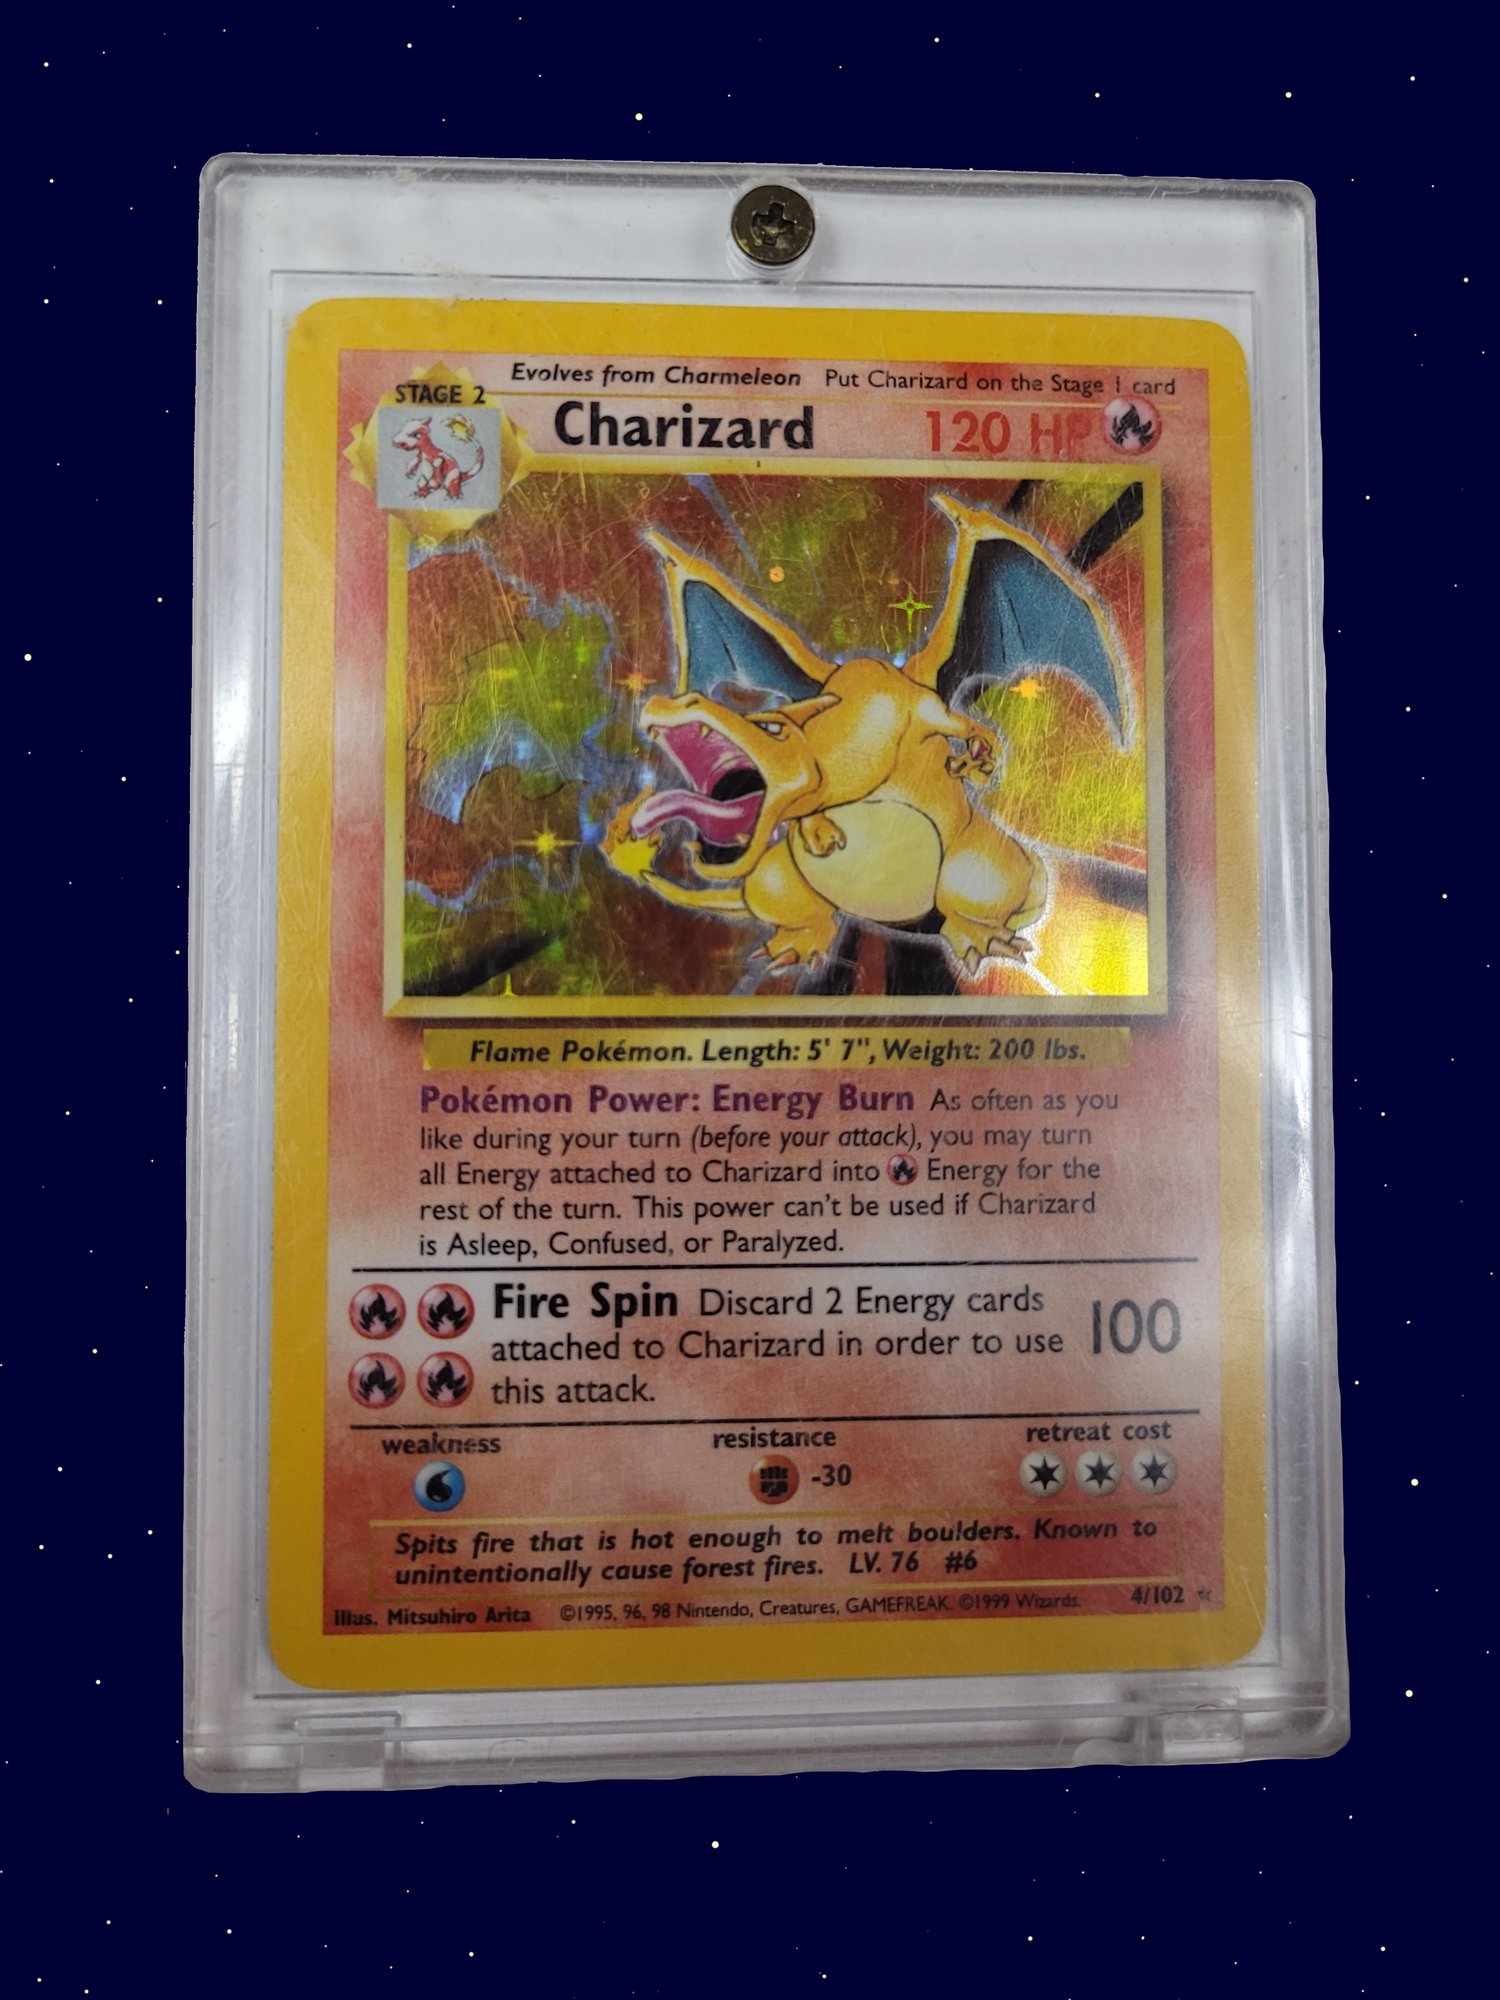 Evolves from Charmeleon Put Charizard on the Stage 1 card
STAGE 2
Charizard 120 HP
Flame Pokémon. Length: 5' 7", Weight: 200 lbs.
Pokémon Power: Energy Burn As often as you
like during your turn (before your attack), you may turn
all Energy attached to Charizard into Energy for the
rest of the turn. This power can't be used if Charizard
is Asleep, Confused, or Paralyzed.
Fire Spin Discard 2 Energy cards
attached to Charizard in order to use 100
this attack.
weakness resistance retreat cost
-30
Spits fire that is hot enough to melt boulders. Known to
unintentionally cause forest fires. LV. 76 #6
Illus. Mitsuhiro Arita ©1995, 96, 98 Nintendo, Creatures, GAMEFREAK. ©1999 Wizards. 4/102